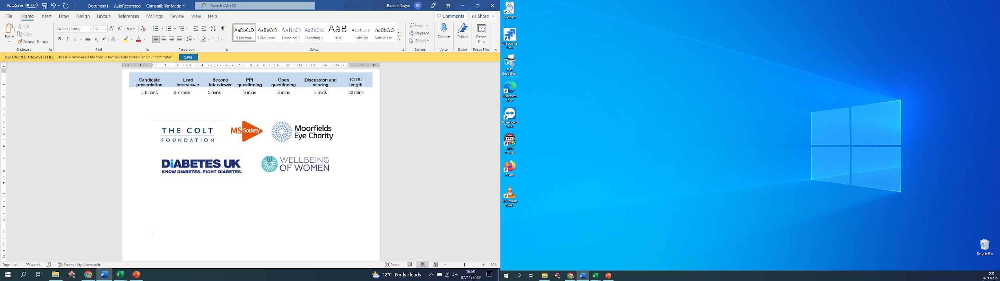 AutoSave Off Document1 AutoRecovered Compatibility Mode Search (Alt+Q) Rachel Dwyer RD
File Home Insert Draw Design Layout References Mailings Review View Help Comments Share
Paste Cut Copy Format Painter
Clipboard
Calibri (Body) 12
Font
Paragraph
AaBbCcD AaBbCcD AaBbCc AaBbCcD AaB AaBbCcD AaBbCcD
¶ Normal ¶ No Spac... Heading 1 Heading 2 Title Subtitle Subtle Em...
Styles
Find
Replace
Select
Editing
Dictate
Voice
Editor
Editor
Reuse Files
Reuse Files
RECOVERED UNSAVED FILE This is a recovered file that is temporarily stored on your computer. Save
Candidate presentation Lead interviewer Second interviewer PPI questioning Open questioning Discussion and scoring TOTAL length
5-6 mins 6-7 mins 5 mins 5 mins 3 mins 5 mins 30 mins
THE COLT
FOUNDATION
MS Society
Moorfields
Eye Charity
DiABETES UK
KNOW DIABETES. FIGHT DIABETES.
WELLBEING
OF WOMEN
Page 1 of 1 29 words Accessibility: Unavailable Focus 100%
12°C Partly cloudy 16:59
07/11/2022
Connect
Jira Service
Desk
Endpoint...
Microsoft
Edge
TeamViewer
Host
VPN
NIHR
Acade...
Firefox
VLC media
player
Recycle Bin
16:59
07/11/2022